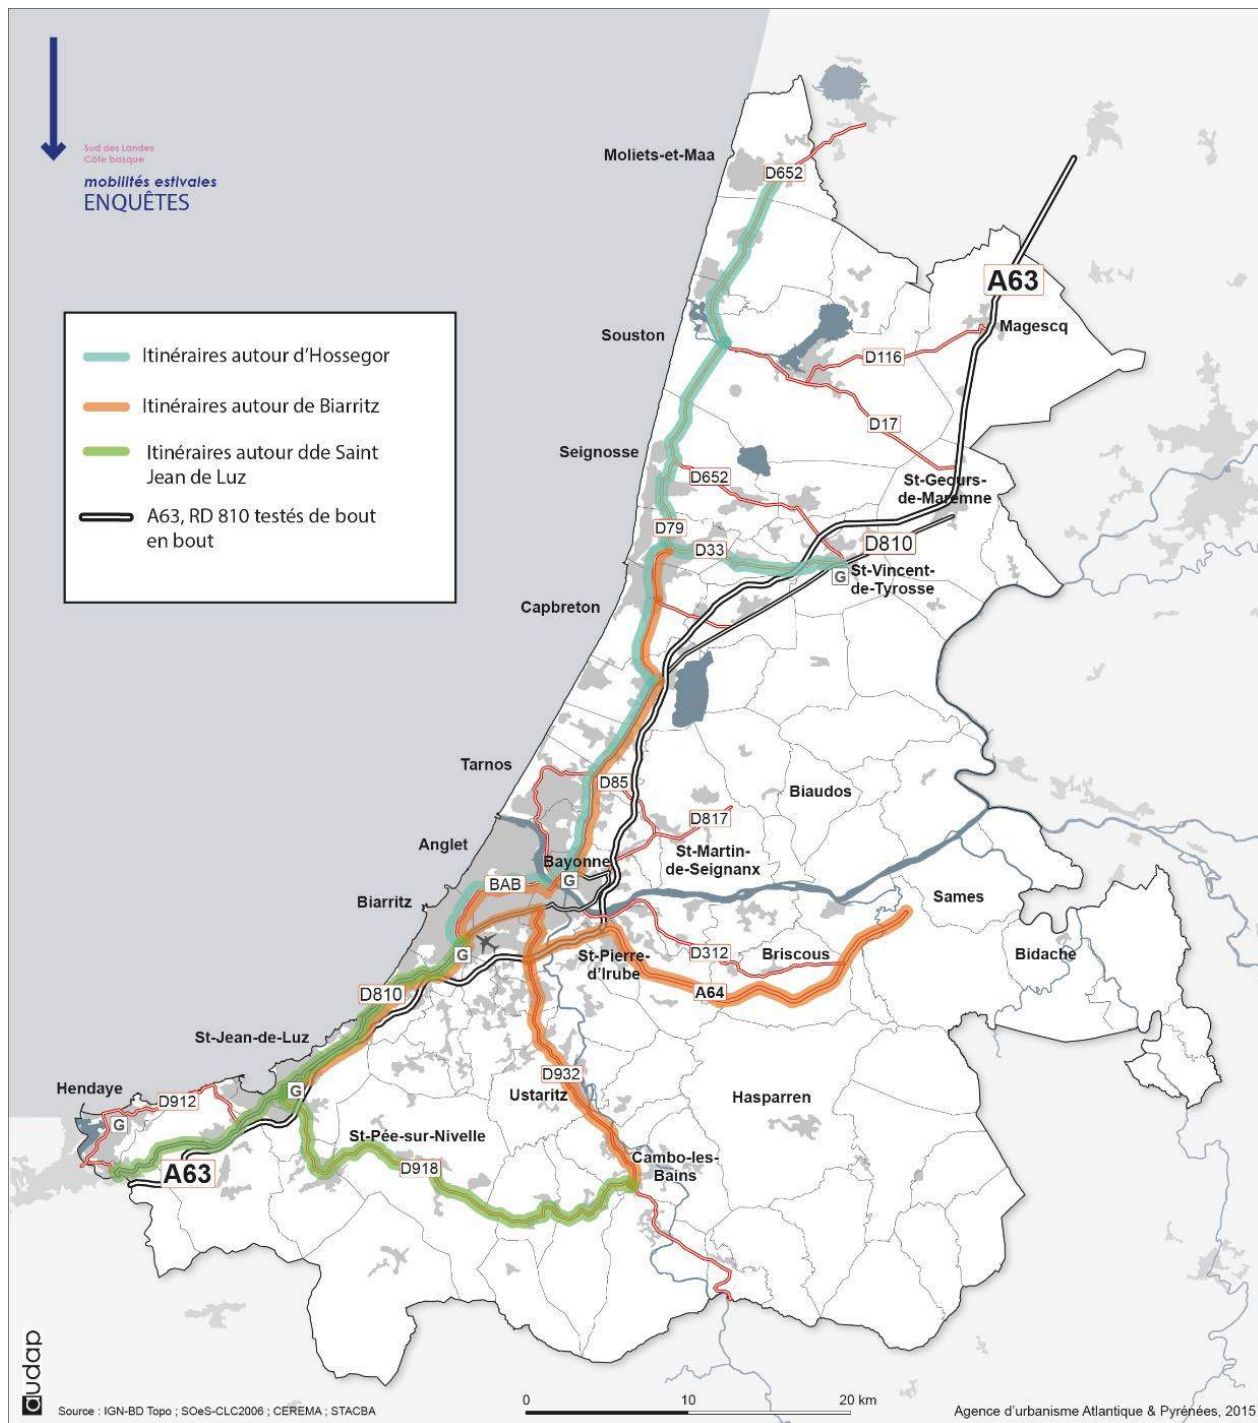 Sud des Landes
Côte basque
mobilités estivales
ENQUÊTES
Itinéraires autour d'Hossegor
Itinéraires autour de Biarritz
Itinéraires autour dde Saint
Jean de Luz
A63, RD 810 testés de bout
en bout
Moliets-et-Maa
D652
A63
Magescq
Souston
D116
D17
Seignosse
D652
St-Geours-
de-Maremne
D79
D33
D810
G
St-Vincent-
de-Tyrosse
Capbreton
Tarnos
D85
Biaudos
D817
Anglet
Bayonne
St-Martin-
de-Seignanx
G
BAB
Biarritz
Sames
G
D312
Briscous
Bidache
St-Pierre-
d'Irube
A64
D810
St-Jean-de-Luz
D932
Hendaye
G
Ustaritz
Hasparren
D912
G
St-Pée-sur-Nivelle
D918
Cambo-les-
Bains
A63
audap
Source : IGN-BD Topo ; SOeS-CLC2006 ; CEREMA ; STACBA
0 10 20 km
Agence d'urbanisme Atlantique & Pyrénées, 2015